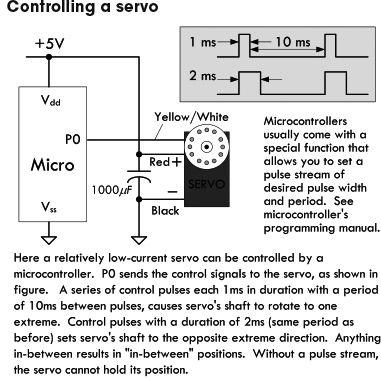 Controlling a servo
+5V
1 ms
10 ms
2 ms
Vdd
P0
Micro
Vss
Yellow/White
Red +
1000µF
SERVO
–
Black
Microcontrollers
usually come with a
special function that
allows you to set a
pulse stream of
desired pulse width
and period. See
microcontroller's
programming manual.
Here a relatively low-current servo can be controlled by a
microcontroller. P0 sends the control signals to the servo, as shown in
figure. A series of control pulses each 1ms in duration with a period
of 10ms between pulses, causes servo's shaft to rotate to one
extreme. Control pulses with a duration of 2ms (same period as
before) sets servo's shaft to the opposite extreme direction. Anything
in-between results in "in-between" positions. Without a pulse stream,
the servo cannot hold its position.